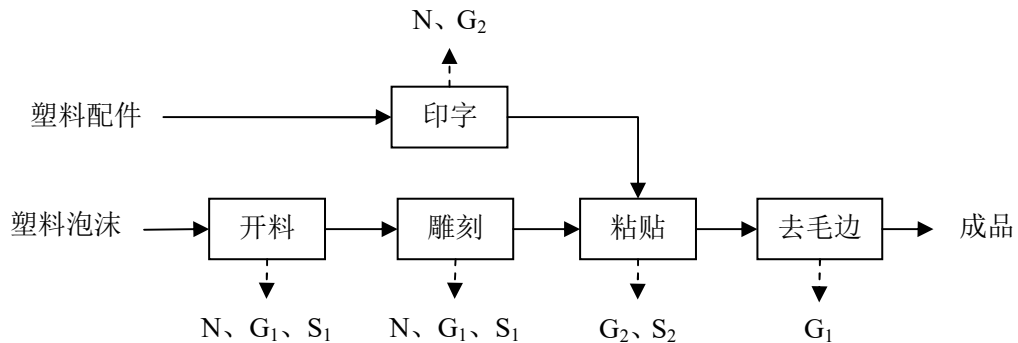 N、G₂
塑料配件
印字
塑料泡沫
开料
雕刻
粘贴
去毛边
成品
N、G₁、S₁
N、G₁、S₁
G₂、S₂
G₁